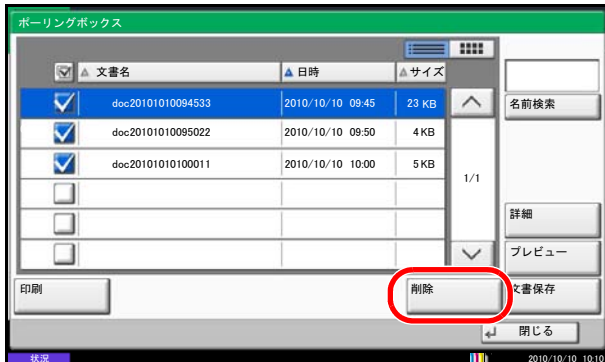 ポーリングボックス
文書名 日時 サイズ
doc20101010094533 2010/10/10 09:45 23 KB
名前検索
doc20101010095022 2010/10/10 09:50 4 KB
doc20101010100011 2010/10/10 10:00 5 KB
1/1
詳細
プレビュー
印刷 削除 文書保存
閉じる
状況 2010/10/10 10:10